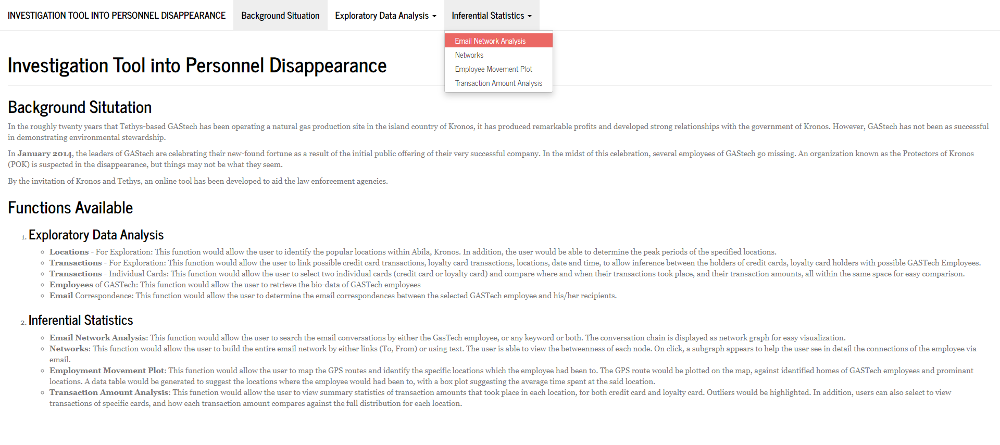 INVESTIGATION TOOL INTO PERSONNEL DISAPPEARANCE Background Situation Exploratory Data Analysis Inferential Statistics
Email Network Analysis
Networks
Employee Movement Plot
Transaction Amount Analysis
Investigation Tool into Personnel Disappearance
Background Situtation
In the roughly twenty years that Tethys-based GAStech has been operating a natural gas production site in the island country of Kronos, it has produced remarkable profits and developed strong relationships with the government of Kronos. However, GAStech has not been as successful
in demonstrating environmental stewardship.
In January 2014, the leaders of GAStech are celebrating their new-found fortune as a result of the initial public offering of their very successful company. In the midst of this celebration, several employees of GAStech go missing. An organization known as the Protectors of Kronos
(POK) is suspected in the disappearance, but things may not be what they seem.
By the invitation of Kronos and Tethys, an online tool has been developed to aid the law enforcement agencies.
Functions Available
1. Exploratory Data Analysis
Locations - For Exploration: This function would allow the user to identify the popular locations within Abila, Kronos. In addition, the user would be able to determine the peak periods of the specified locations.
Transactions - For Exploration: This function would allow the user to link possible credit card transactions, loyalty card transactions, locations, date and time, to allow inference between the holders of credit cards, loyalty card holders with possible GASTech Employees.
Transactions - Individual Cards: This function would allow the user to select two individual cards (credit card or loyalty card) and compare where and when their transactions took place, and their transaction amounts, all within the same space for easy comparison.
Employees of GASTech: This function would allow the user to retrieve the bio-data of GASTech employees
Email Correspondence: This function would allow the user to determine the email correspondences between the selected GASTech employee and his/her recipients.
2. Inferential Statistics
Email Network Analysis: This function would allow the user to search the email conversations by either the GasTech employee, or any keyword or both. The conversation chain is displayed as network graph for easy visualization.
Networks: This function would allow the user to build the entire email network by either links (To, From) or using text. The user is able to view the betweenness of each node. On click, a subgraph appears to help the user see in detail the connections of the employee via
email.
Employment Movement Plot: This function would allow the user to map the GPS routes and identify the specific locations which the employee had been to. The GPS route would be plotted on the map, against identified homes of GASTech employees and prominant
locations. A data table would be generated to suggest the locations where the employee would had been to, with a box plot suggesting the average time spent at the said location.
Transaction Amount Analysis: This function would allow the user to view summary statistics of transaction amounts that took place in each location, for both credit card and loyalty card. Outliers would be highlighted. In addition, users can also select to view
transactions of specific cards, and how each transaction amount compares against the full distribution for each location.